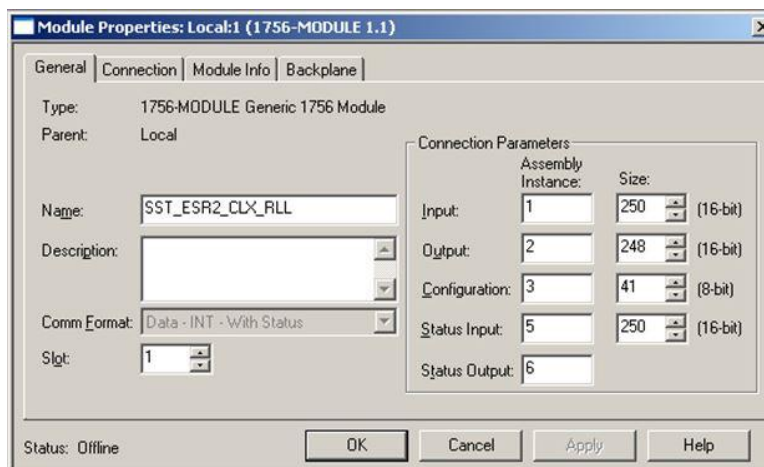 Module Properties: Local:1 (1756-MODULE 1.1)
General Connection Module Info Backplane
Type: 1756-MODULE Generic 1756 Module
Parent: Local
Connection Parameters
Assembly Instance: Size:
Name: SST_ESR2_CLX_RLL
Input: 1 250 (16-bit)
Description:
Output: 2 248 (16-bit)
Configuration: 3 41 (8-bit)
Comm Format: Data - INT - With Status
Status Input: 5 250 (16-bit)
Slot: 1
Status Output: 6
Status: Offline
OK Cancel Apply Help